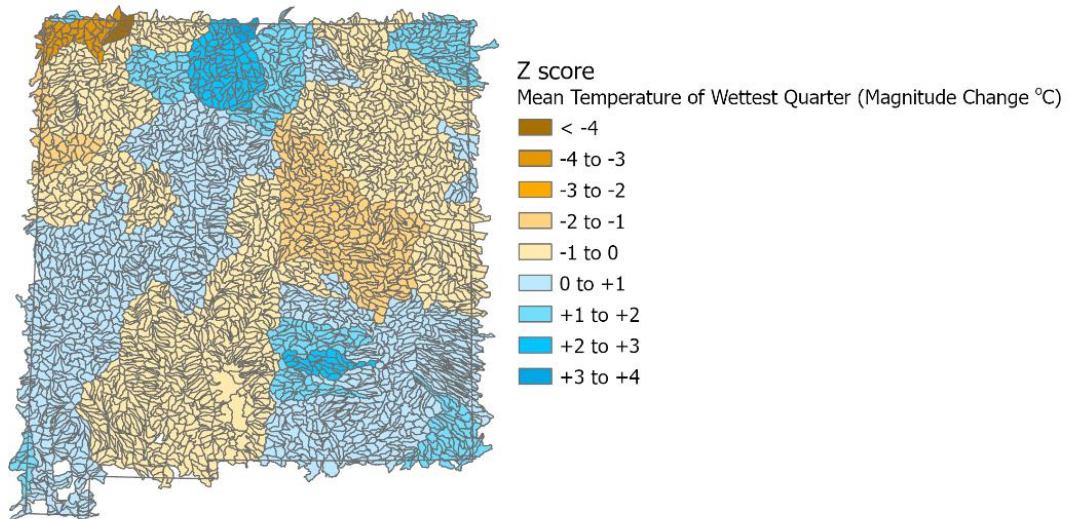 Z score
Mean Temperature of Wettest Quarter (Magnitude Change °C)
< -4
-4 to -3
-3 to -2
-2 to -1
-1 to 0
0 to +1
+1 to +2
+2 to +3
+3 to +4